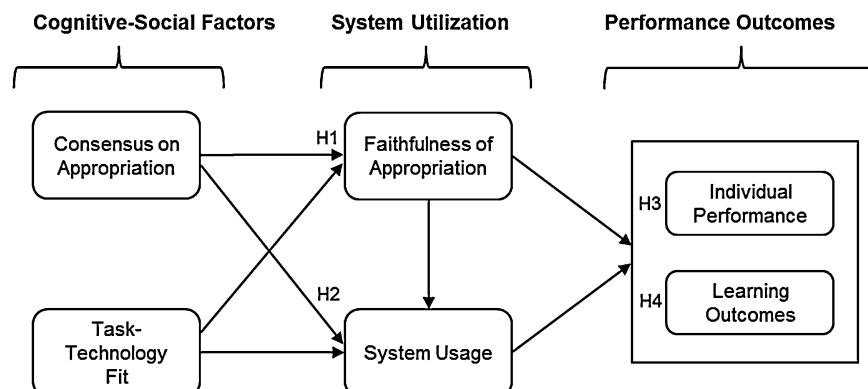 Cognitive-Social Factors
System Utilization
Performance Outcomes
Consensus on
Appropriation
H1
Faithfulness of
Appropriation
H3
Individual
Performance
H2
H4
Learning
Outcomes
Task-
Technology
Fit
System Usage